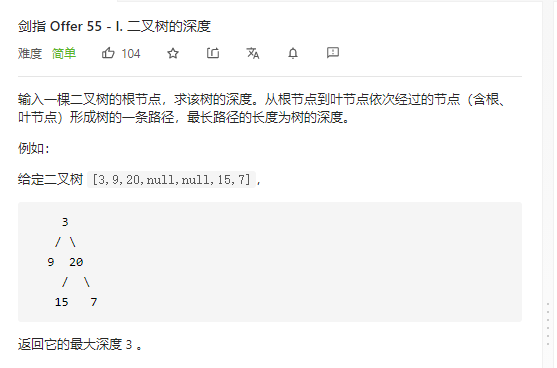 剑指 Offer 55 - I. 二叉树的深度
难度 简单 104
输入一棵二叉树的根节点，求该树的深度。从根节点到叶节点依次经过的节点（含根、
叶节点）形成树的一条路径，最长路径的长度为树的深度。
例如：
给定二叉树 [3,9,20,null,null,15,7]，
3
/ \
9 20
/ \
15 7
返回它的最大深度 3 。